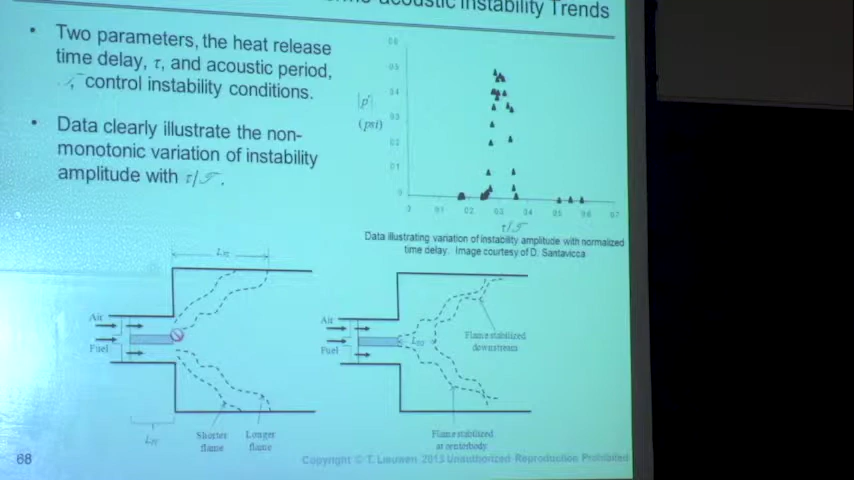 acoustic Instability Trends
• Two parameters, the heat release
time delay, τ, and acoustic period,
𝒯, control instability conditions.
• Data clearly illustrate the non-
monotonic variation of instability
amplitude with τ/𝒯.
|p'|
(psi)
0.6
0.5
0.4
0.3
0.2
0.1
0
0.1 0.2 0.3 0.4 0.5 0.6 0.7
τ/𝒯
Data illustrating variation of instability amplitude with normalized
time delay. Image courtesy of D. Santavicca
Air
Fuel
Shorter
flame
Longer
flame
Air
Fuel
Flame stabilized
downstream
Flame stabilized
at centerbody
68
Copyright © T. Lieuwen 2013 Unauthorized Reproduction Prohibited